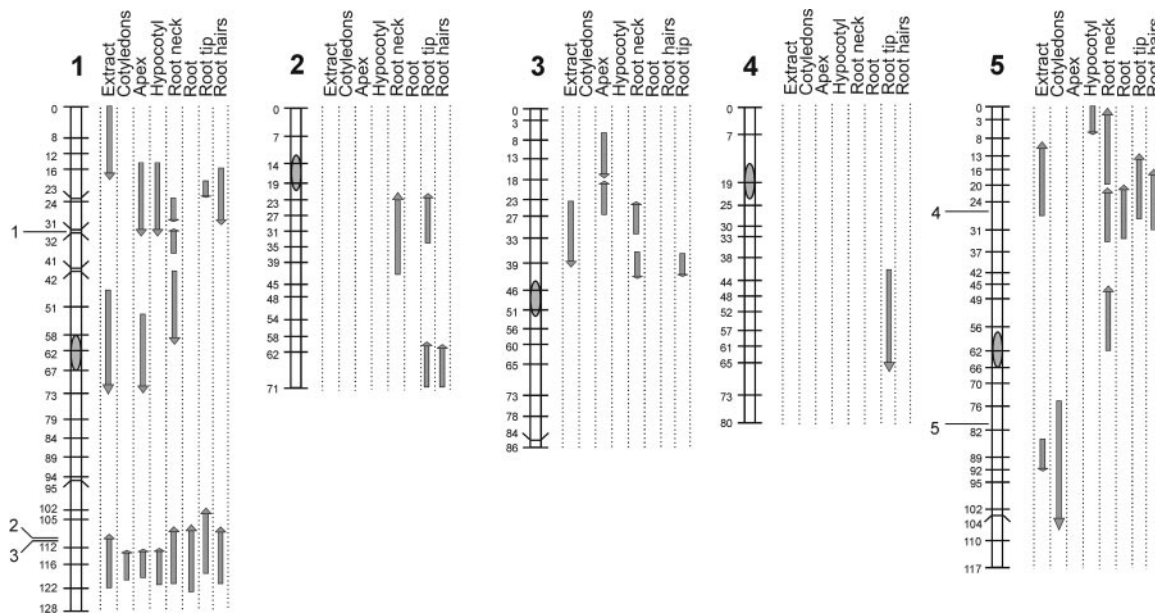 1
Extract
Cotyledons
Apex
Hypocotyl
Root neck
Root
Root tip
Root hairs
0
8
12
16
23
24
31
32
41
42
51
58
62
67
73
79
84
89
94
95
102
105
112
116
122
128
1
2
3
2
Extract
Cotyledons
Apex
Hypocotyl
Root neck
Root
Root tip
Root hairs
0
7
14
19
23
27
31
35
39
45
48
54
58
62
71
3
Extract
Cotyledons
Apex
Hypocotyl
Root neck
Root
Root hairs
Root tip
0
3
8
13
18
23
27
33
39
46
51
56
60
66
73
78
84
86
4
Extract
Cotyledons
Apex
Hypocotyl
Root neck
Root
Root tip
Root hairs
0
7
19
25
30
33
38
44
48
52
57
61
65
80
5
Extract
Cotyledons
Apex
Hypocotyl
Root neck
Root
Root tip
Root hairs
0
3
8
13
16
20
24
31
37
42
45
49
56
62
66
70
76
82
89
92
95
102
104
110
117
4
5